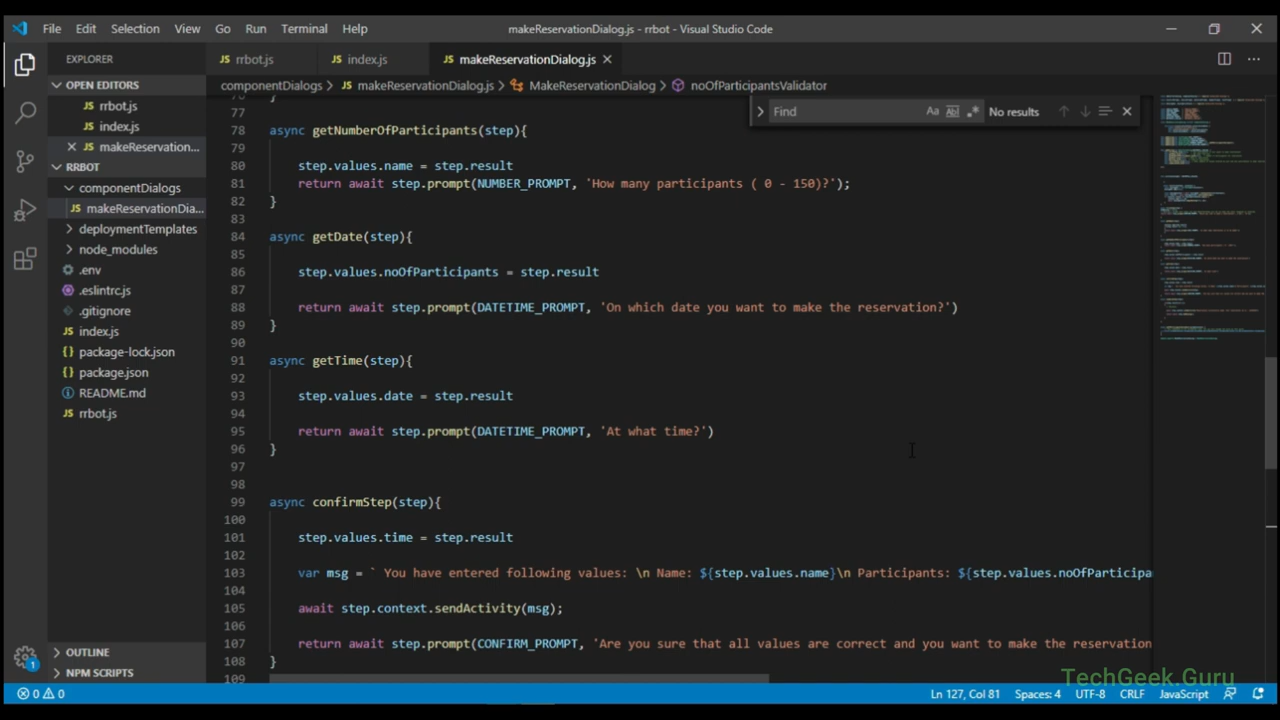 File Edit Selection View Go Run Terminal Help makeReservationDialog.js - rrbot - Visual Studio Code
EXPLORER
JS rrbot.js JS index.js JS makeReservationDialog.js
OPEN EDITORS
JS rrbot.js
JS index.js
JS makeReservation...
RRBOT
componentDialogs
JS makeReservationDia...
deploymentTemplates
node_modules
.env
.eslintrc.js
.gitignore
JS index.js
{} package-lock.json
{} package.json
README.md
JS rrbot.js
OUTLINE
NPM SCRIPTS
1
componentDialogs > JS makeReservationDialog.js > MakeReservationDialog > noOfParticipantsValidator
Find Aa ab .* No results
76 }
77
78 async getNumberOfParticipants(step){
79
80 step.values.name = step.result
81 return await step.prompt(NUMBER_PROMPT, 'How many participants ( 0 - 150)?');
82 }
83
84 async getDate(step){
85
86 step.values.noOfParticipants = step.result
87
88 return await step.prompt(DATETIME_PROMPT, 'On which date you want to make the reservation?')
89 }
90
91 async getTime(step){
92
93 step.values.date = step.result
94
95 return await step.prompt(DATETIME_PROMPT, 'At what time?')
96 }
97
98
99 async confirmStep(step){
100
101 step.values.time = step.result
102
103 var msg = ` You have entered following values: \n Name: ${step.values.name}\n Participants: ${step.values.noOfParticipa
104
105 await step.context.sendActivity(msg);
106
107 return await step.prompt(CONFIRM_PROMPT, 'Are you sure that all values are correct and you want to make the reservation
108 }
109
TechGeek.Guru
0 0 Ln 127, Col 81 Spaces: 4 UTF-8 CRLF JavaScript